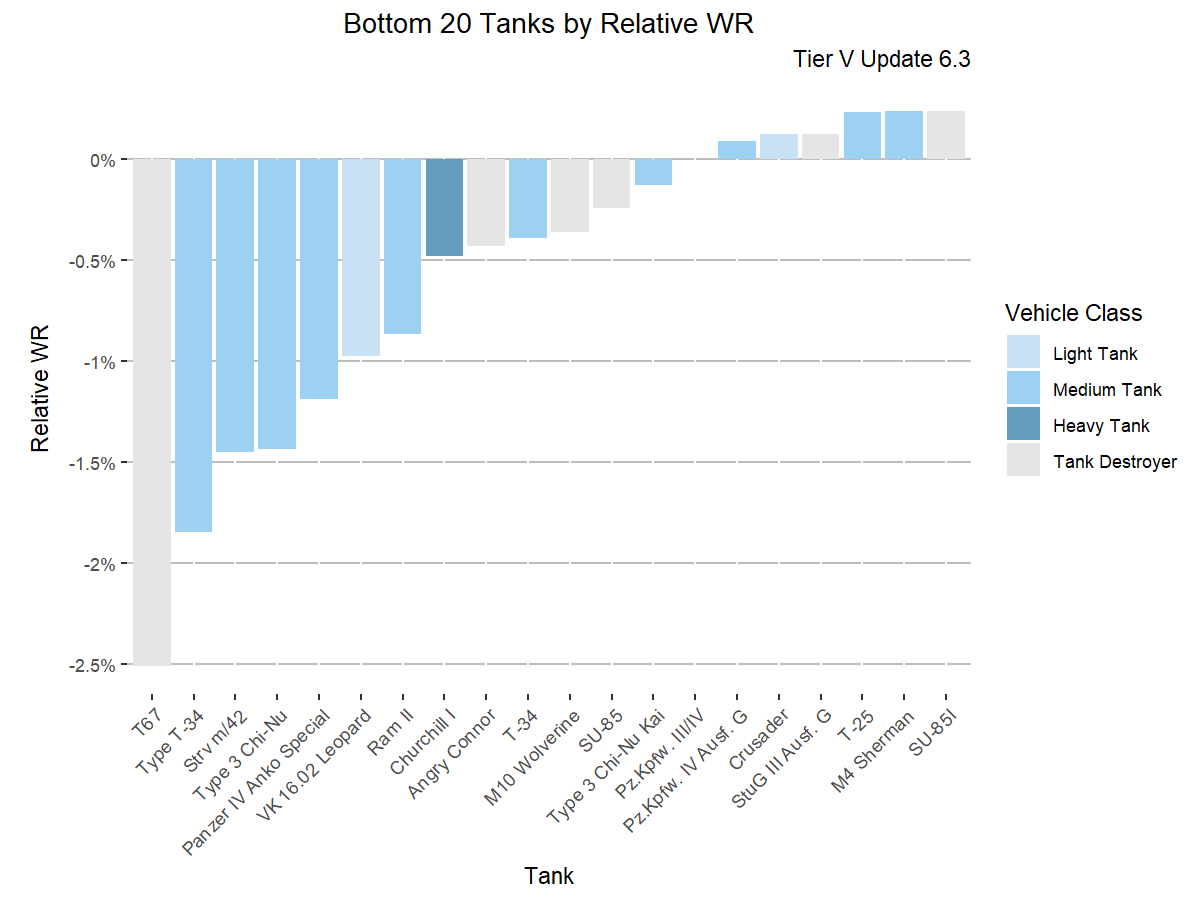 Bottom 20 Tanks by Relative WR
Tier V Update 6.3
0%
-0.5%
-1%
-1.5%
-2%
-2.5%
Relative WR
T67
Type T-34
Strv m/42
Type 3 Chi-Nu
Panzer IV Anko Special
VK 16.02 Leopard
Ram II
Churchill I
Angry Connor
T-34
M10 Wolverine
SU-85
Type 3 Chi-Nu Kai
Pz.Kpfw. III/IV
Pz.Kpfw. IV Ausf. G
Crusader
StuG III Ausf. G
T-25
M4 Sherman
SU-85I
Tank
Vehicle Class
Light Tank
Medium Tank
Heavy Tank
Tank Destroyer